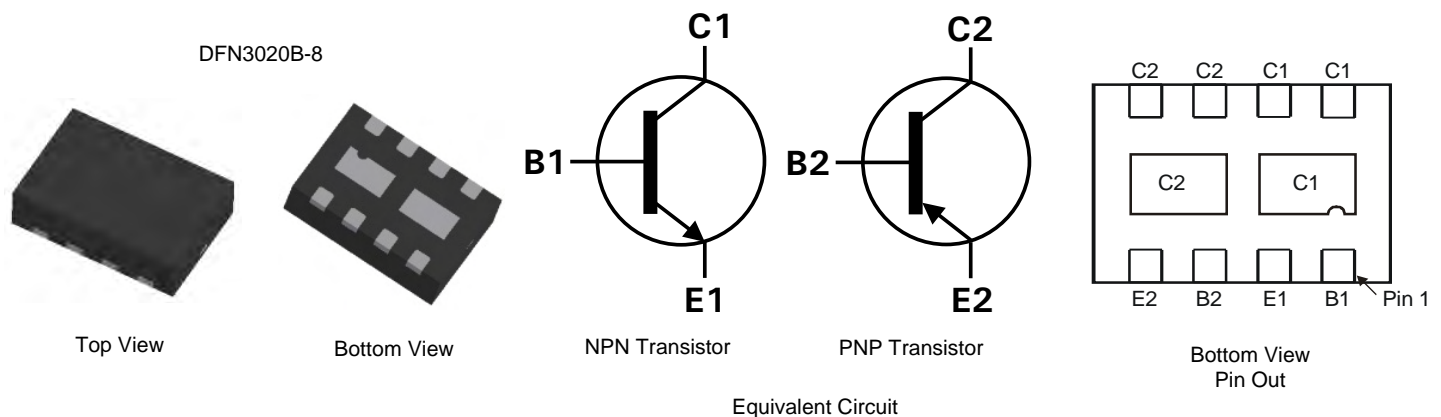 DFN3020B-8
Top View
Bottom View
C1
B1
E1
NPN Transistor
C2
B2
E2
PNP Transistor
Equivalent Circuit
C2 C2 C1 C1
C2 C1
E2 B2 E1 B1 Pin 1
Bottom View
Pin Out